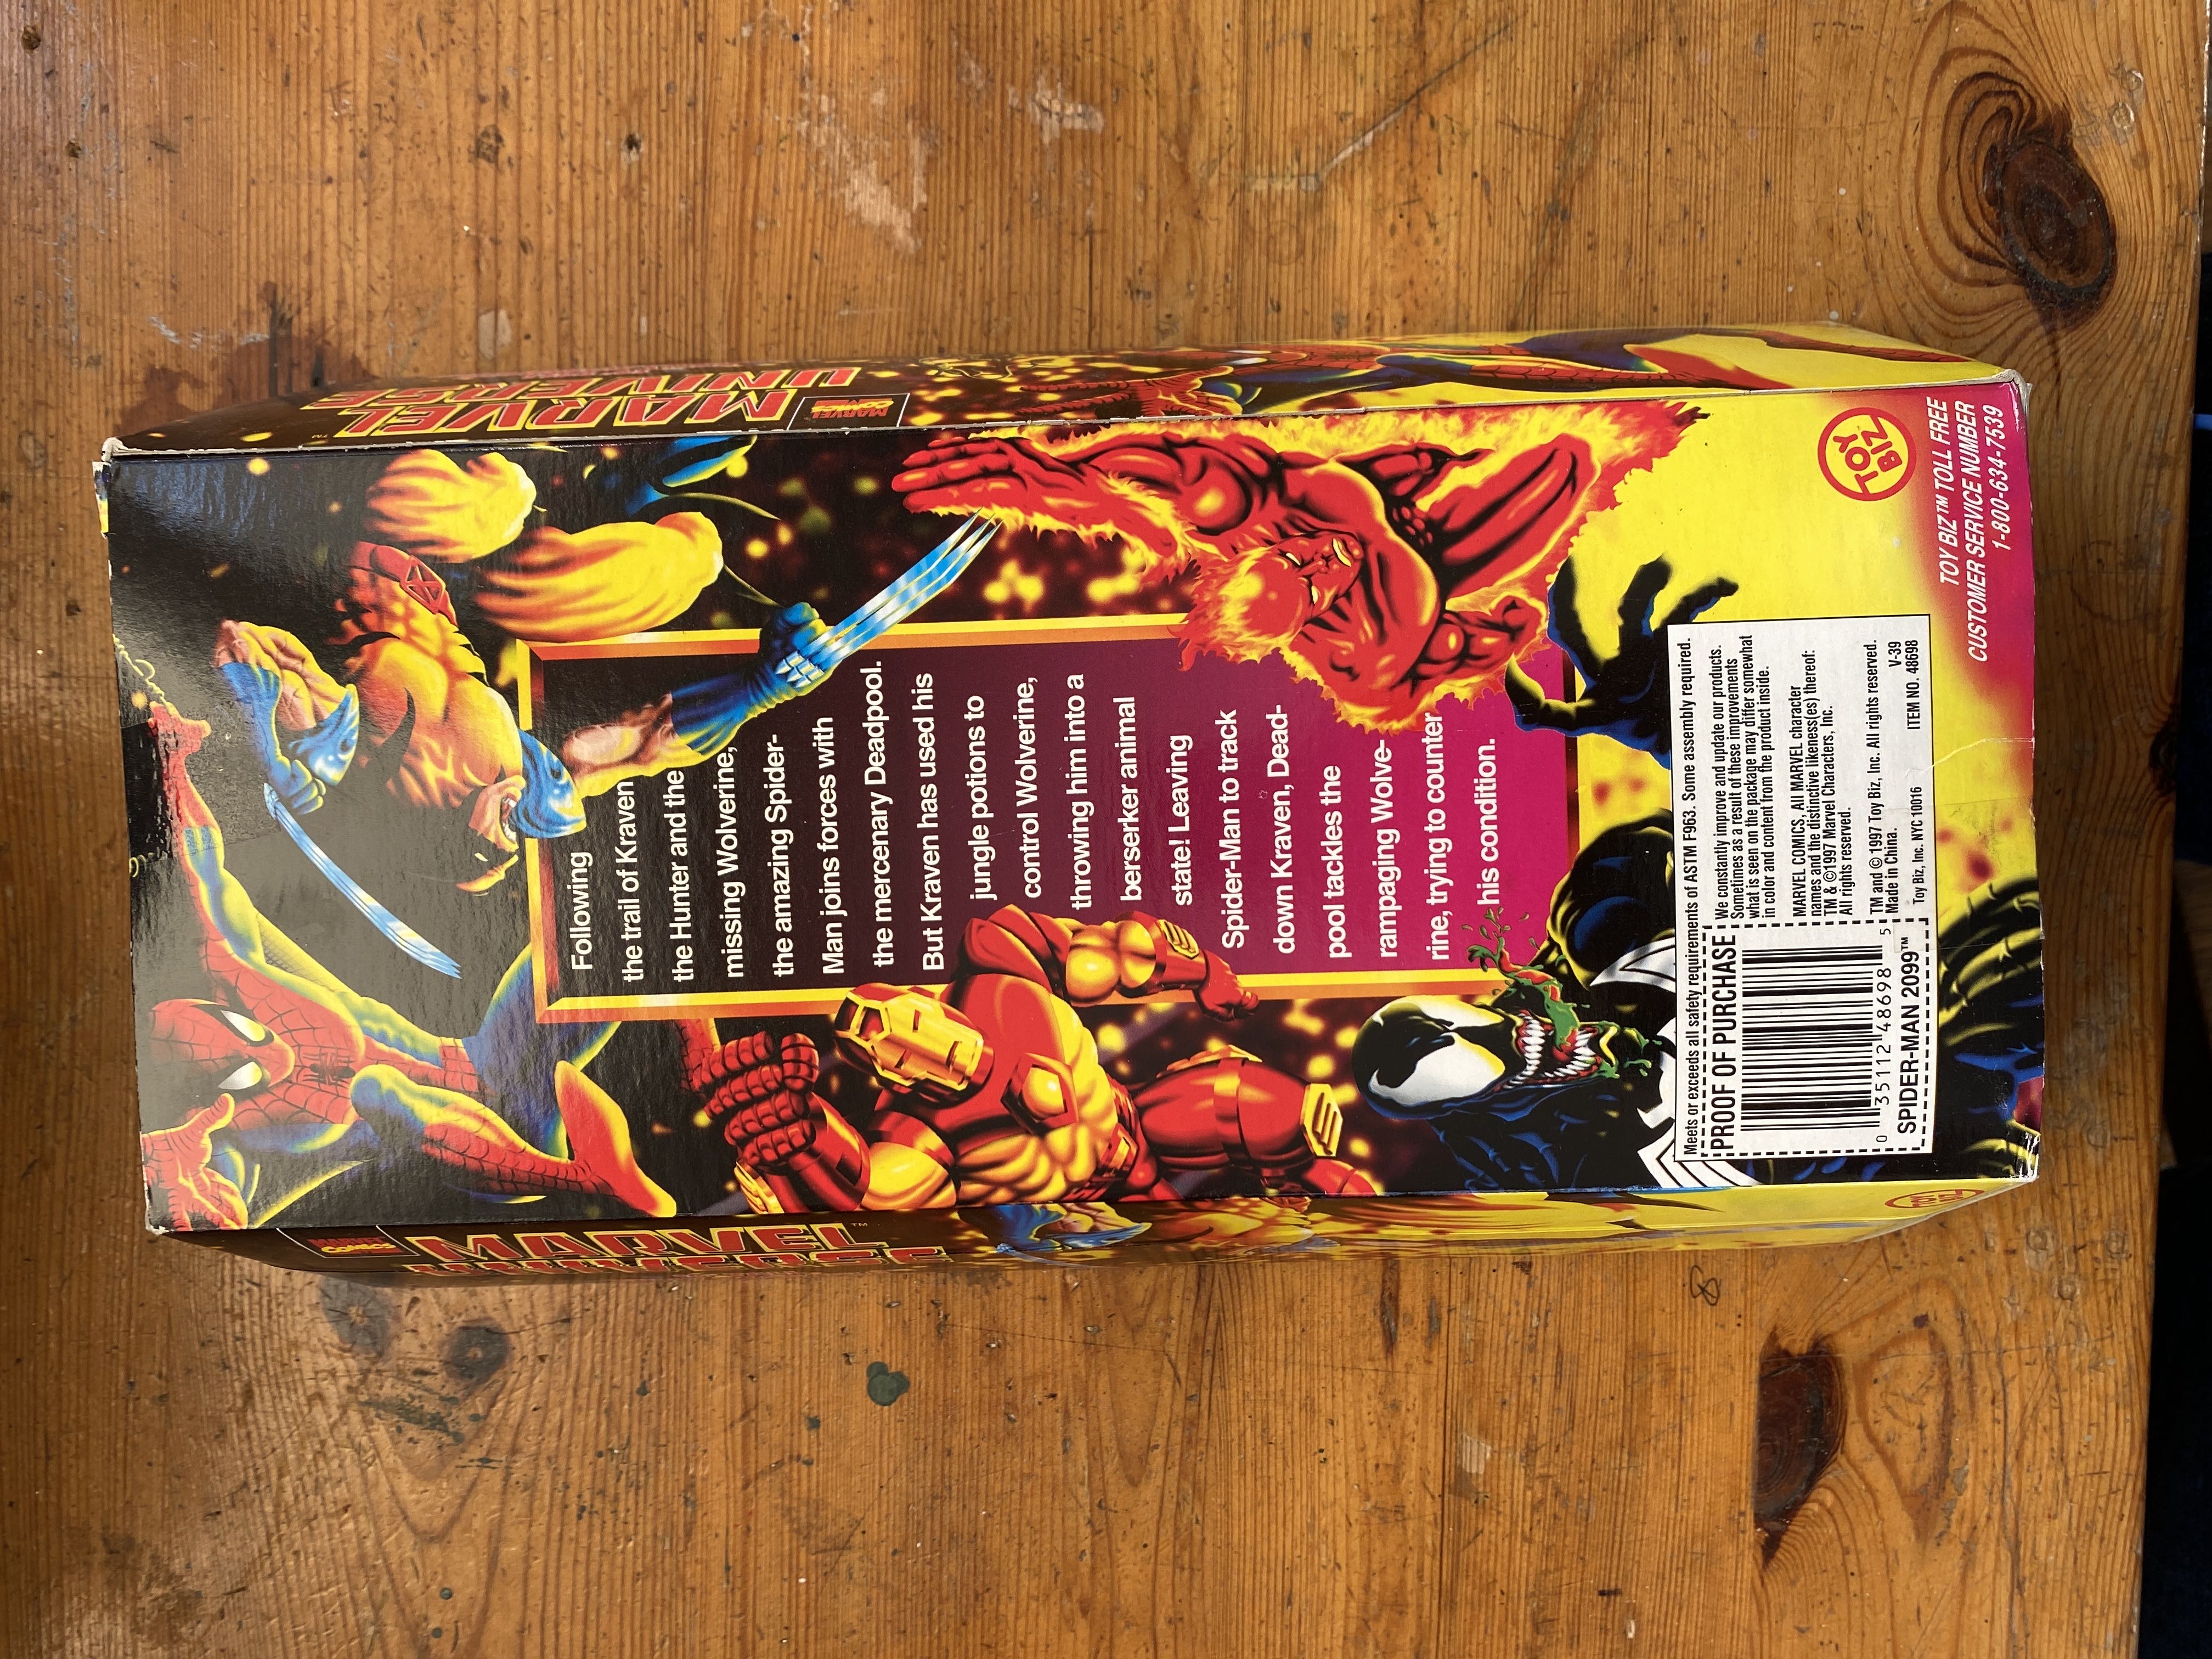 MARVEL
UNIVERSE
MARVEL
COMICS
Following
the trail of Kraven
the Hunter and the
missing Wolverine,
the amazing Spider-
Man joins forces with
the mercenary Deadpool.
But Kraven has used his
jungle potions to
control Wolverine,
throwing him into a
berserker animal
state! Leaving
Spider-Man to track
down Kraven, Dead-
pool tackles the
rampaging Wolve-
rine, trying to counter
his condition.
Meets or exceeds all safety requirements of ASTM F963. Some assembly required.
PROOF OF PURCHASE
0 35112 48698 5
SPIDER-MAN 2099™
We constantly improve and update our products.
Sometimes as a result of these improvements
what is seen on the package may differ somewhat
in color and content from the product inside.
MARVEL COMICS, All MARVEL character
names and the distinctive likeness(es) thereof:
TM & ©1997 Marvel Characters, Inc.
All rights reserved.
TM and © 1997 Toy Biz, Inc. All rights reserved.
Made in China. V-39
Toy Biz, Inc. NYC 10016 ITEM NO. 48698
TOY BIZ
TOY BIZ™ TOLL FREE
CUSTOMER SERVICE NUMBER
1-800-634-7539
MARVEL
COMICS
MARVEL™
UNIVERSE